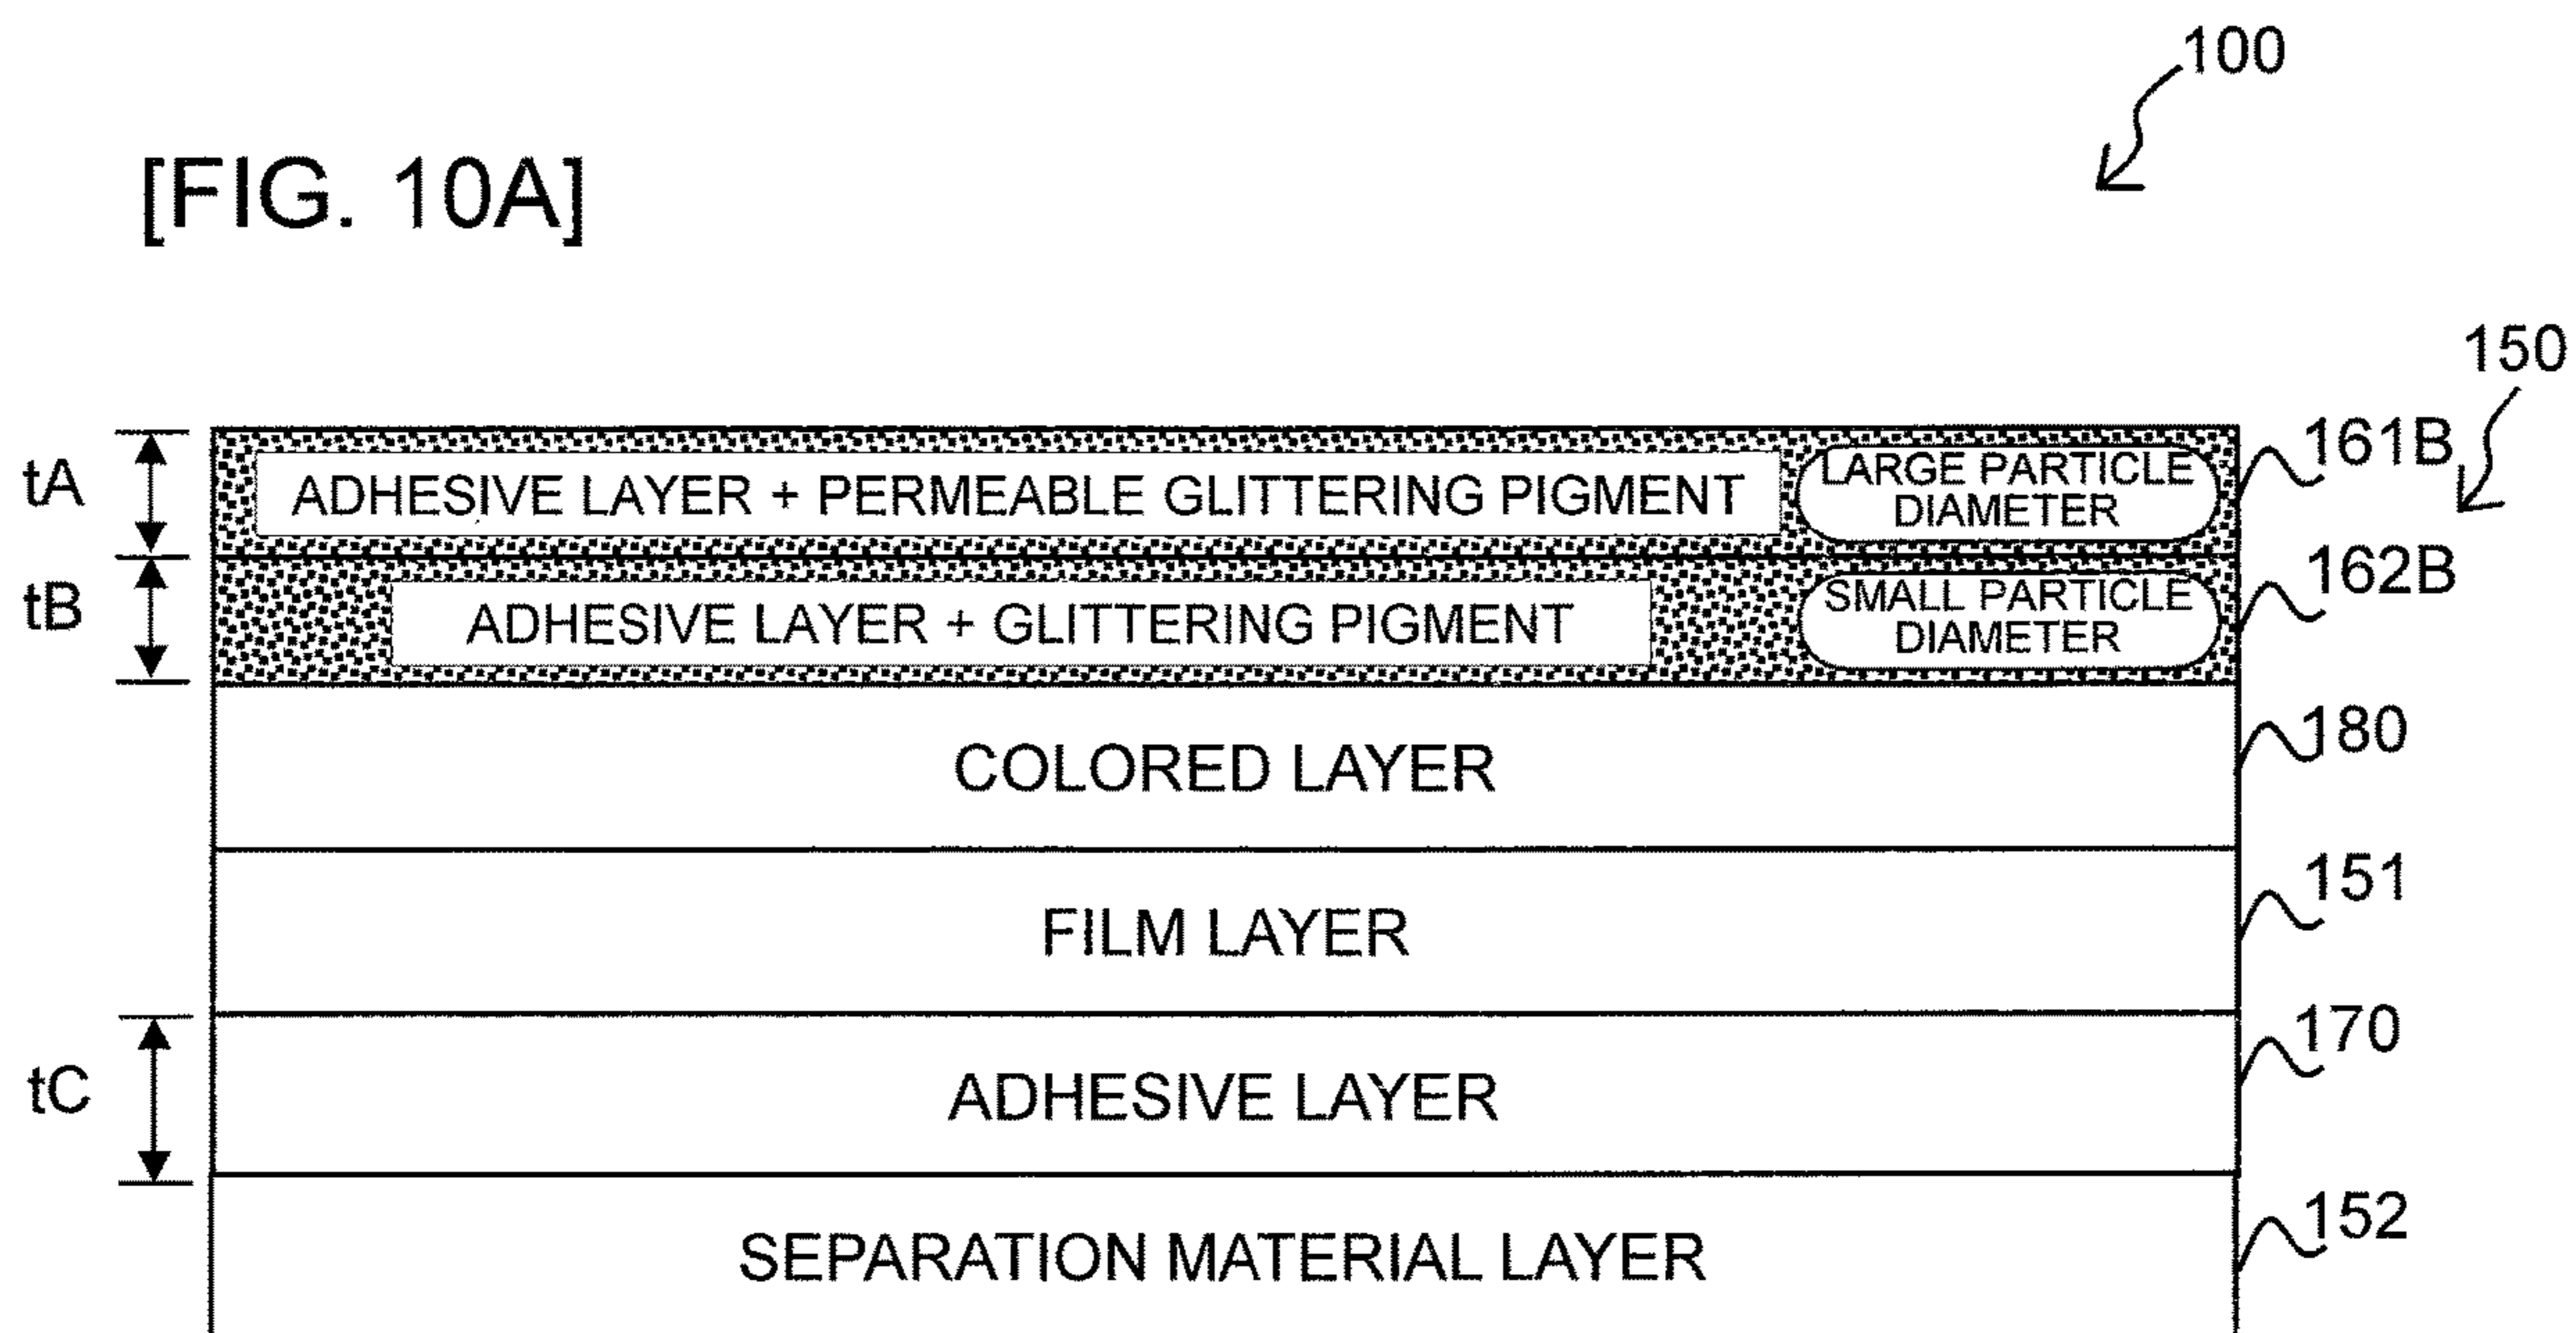 100
[FIG. 10A]
150
tA
ADHESIVE LAYER + PERMEABLE GLITTERING PIGMENT
LARGE PARTICLE
DIAMETER
161B
tB
ADHESIVE LAYER + GLITTERING PIGMENT
SMALL PARTICLE
DIAMETER
162B
COLORED LAYER
180
FILM LAYER
151
tC
ADHESIVE LAYER
170
SEPARATION MATERIAL LAYER
152